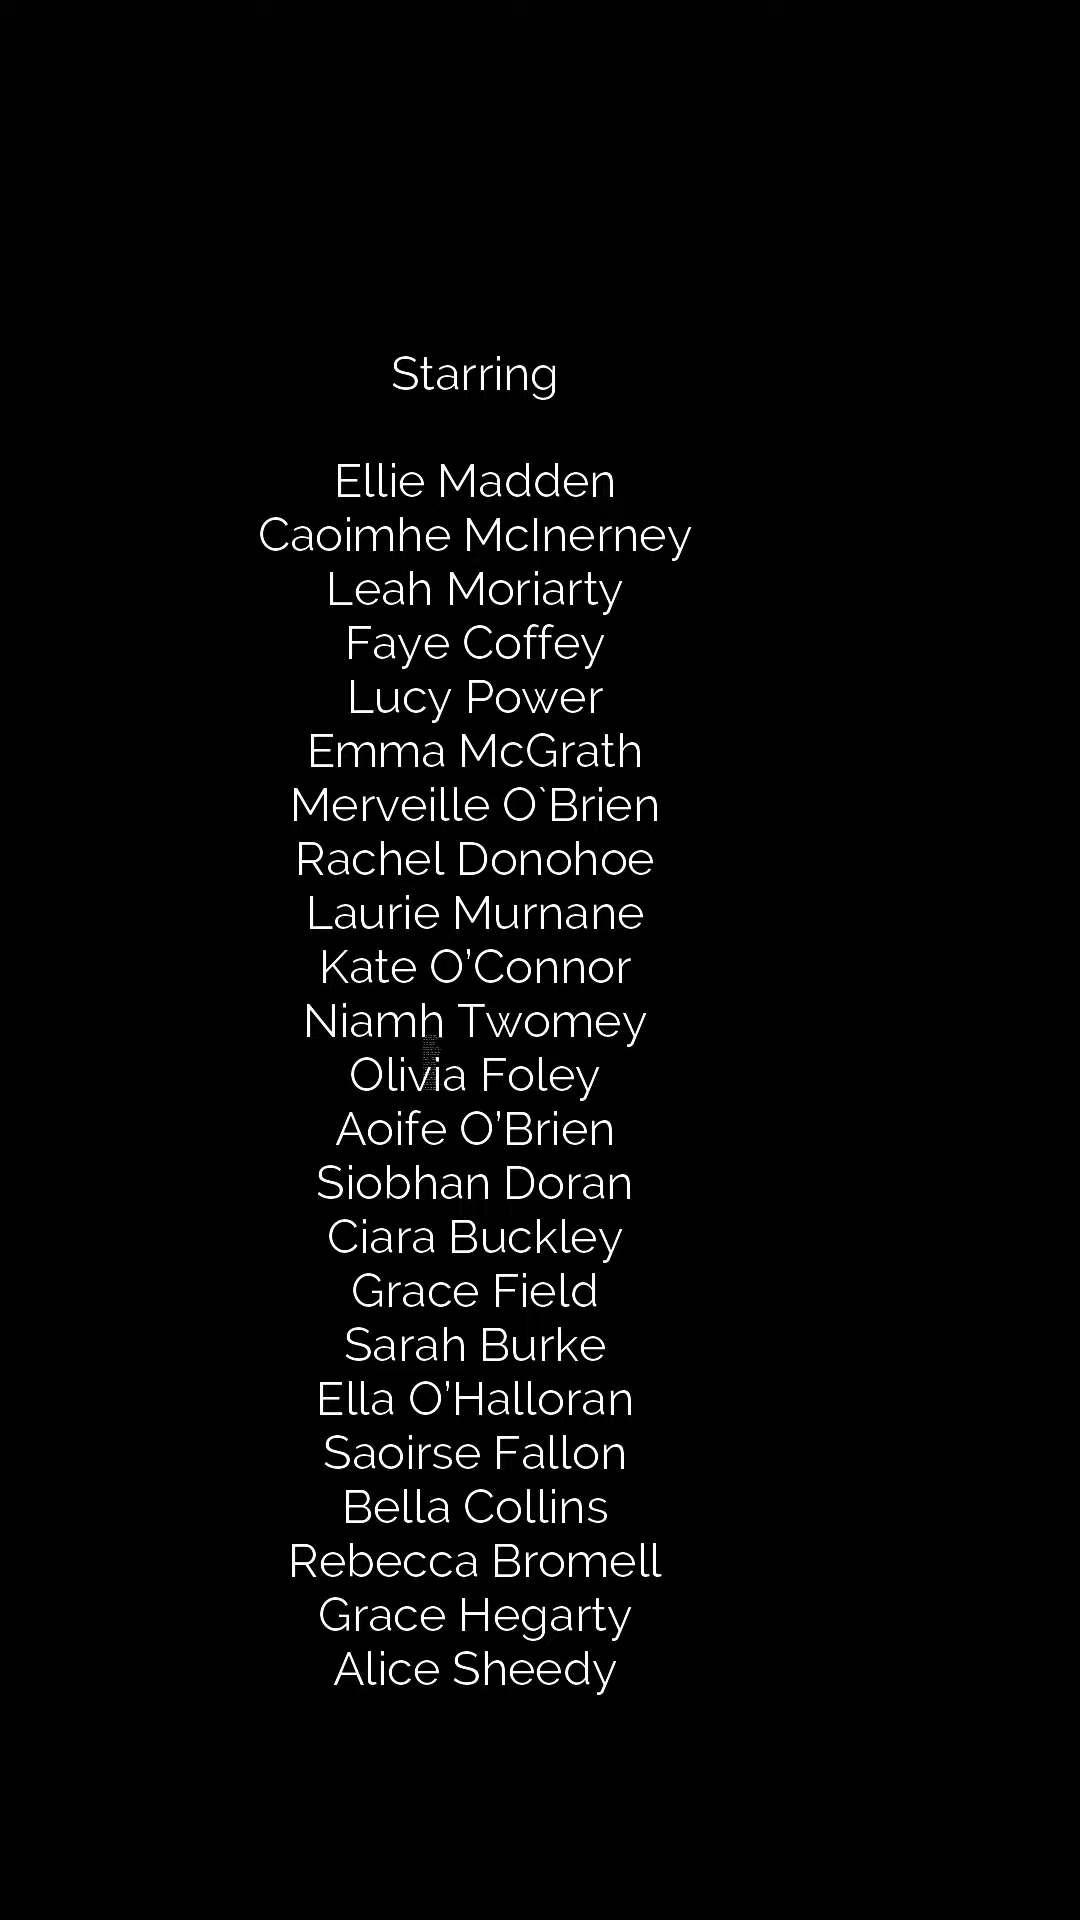 Starring
Ellie Madden
Caoimhe McInerney
Leah Moriarty
Faye Coffey
Lucy Power
Emma McGrath
Merveille O`Brien
Rachel Donohoe
Laurie Murnane
Kate O’Connor
Niamh Twomey
Olivia Foley
Aoife O’Brien
Siobhan Doran
Ciara Buckley
Grace Field
Sarah Burke
Ella O’Halloran
Saoirse Fallon
Bella Collins
Rebecca Bromell
Grace Hegarty
Alice Sheedy